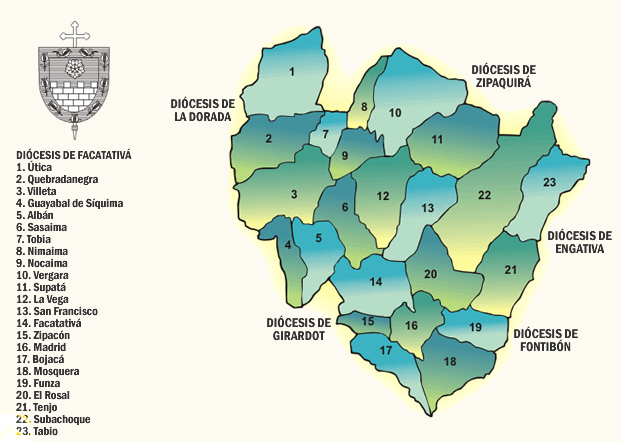 DIÓCESIS DE FACATATIVÁ
1. Útica
2. Quebradanegra
3. Villeta
4. Guayabal de Síquima
5. Albán
6. Sasaima
7. Tobia
8. Nimaima
9. Nocaima
10. Vergara
11. Supatá
12. La Vega
13. San Francisco
14. Facatativá
15. Zipacón
16. Madrid
17. Bojacá
18. Mosquera
19. Funza
20. El Rosal
21. Tenjo
22. Subachoque
23. Tabio
DIÓCESIS DE
LA DORADA
DIÓCESIS DE
ZIPAQUIRÁ
DIÓCESIS DE
ENGATIVA
DIÓCESIS DE
FONTIBÓN
DIÓCESIS DE
GIRARDOT
1
8
10
7
2
11
9
23
3
6
12
22
13
5
4
20
21
14
15
16
19
17
18